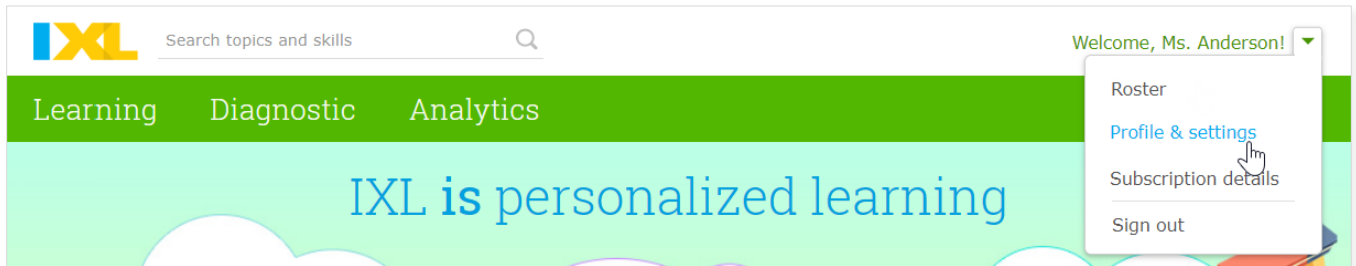 IXL
Search topics and skills
Welcome, Ms. Anderson!
Learning Diagnostic Analytics
Roster
Profile & settings
Subscription details
Sign out
IXL is personalized learning